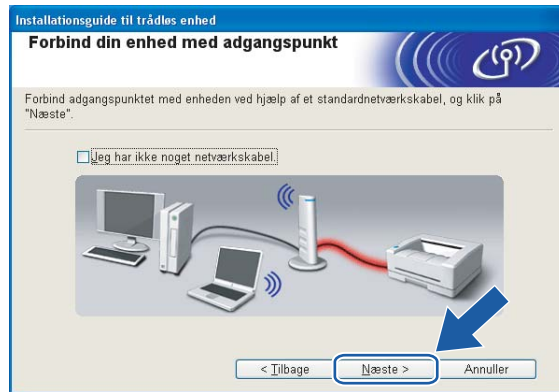 Installationsguide til trådløs enhed
Forbind din enhed med adgangspunkt
Forbind adgangspunktet med enheden ved hjælp af et standardnetværkskabel, og klik på
"Næste".
Jeg har ikke noget netværkskabel.
< Tilbage
Næste >
Annuller